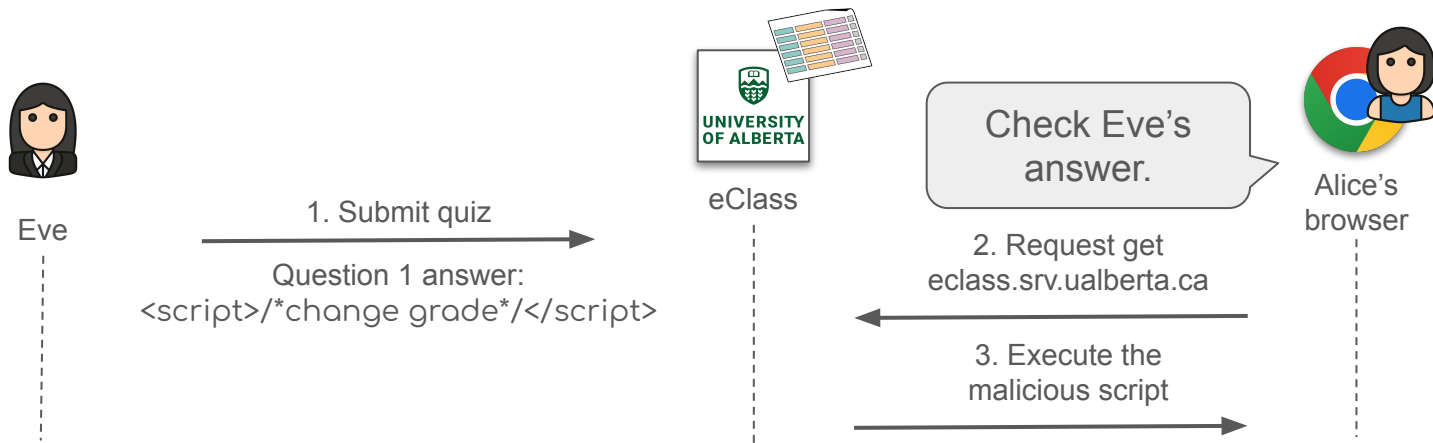 Eve
1. Submit quiz
Question 1 answer:
<script>/*change grade*/</script>
UNIVERSITY
OF ALBERTA
eClass
Check Eve’s
answer.
Alice’s
browser
2. Request get
eclass.srv.ualberta.ca
3. Execute the
malicious script